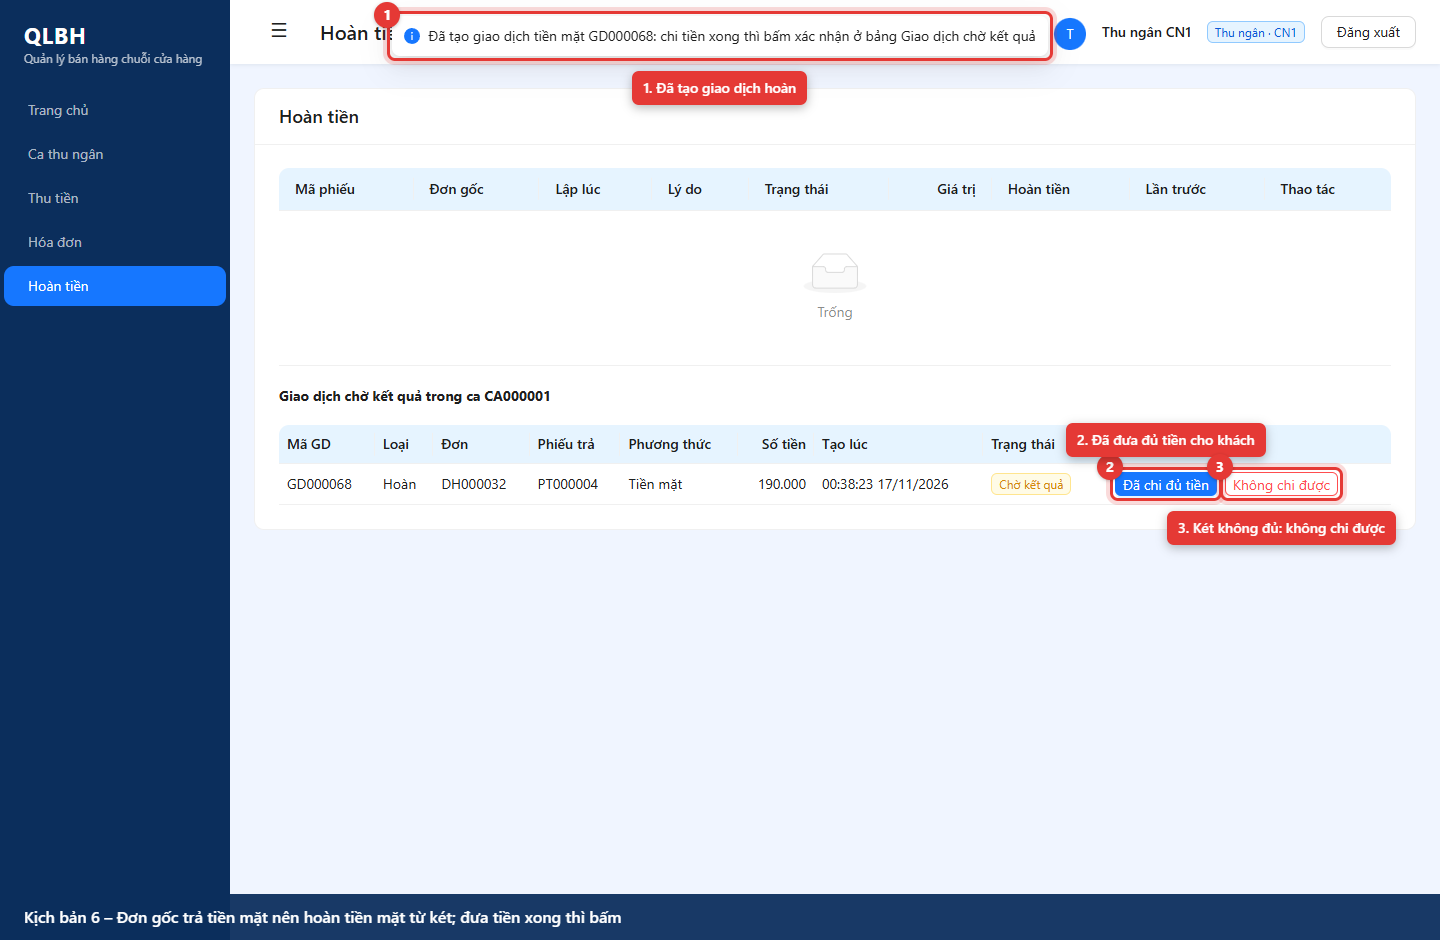 QLBH
Quản lý bán hàng chuỗi cửa hàng
Trang chủ
Ca thu ngân
Thu tiền
Hóa đơn
Hoàn tiền
☰
Hoàn
1
Đã tạo giao dịch tiền mặt GD000068: chi tiền xong thì bấm xác nhận ở bảng Giao dịch chờ kết quả
T
Thu ngân CN1
Thu ngân · CN1
Đăng xuất
1. Đã tạo giao dịch hoàn
Hoàn tiền
Mã phiếu Đơn gốc Lập lúc Lý do Trạng thái Giá trị Hoàn tiền Lần trước Thao tác
Trống
Giao dịch chờ kết quả trong ca CA000001
Mã GD Loại Đơn Phiếu trả Phương thức Số tiền Tạo lúc Trạng thái
2. Đã đưa đủ tiền cho khách
2
3
GD000068 Hoàn DH000032 PT000004 Tiền mặt 190.000 00:38:23 17/11/2026 Chờ kết quả Đã chi đủ tiền Không chi được
3. Két không đủ: không chi được
Kịch bản 6 – Đơn gốc trả tiền mặt nên hoàn tiền mặt từ két; đưa tiền xong thì bấm